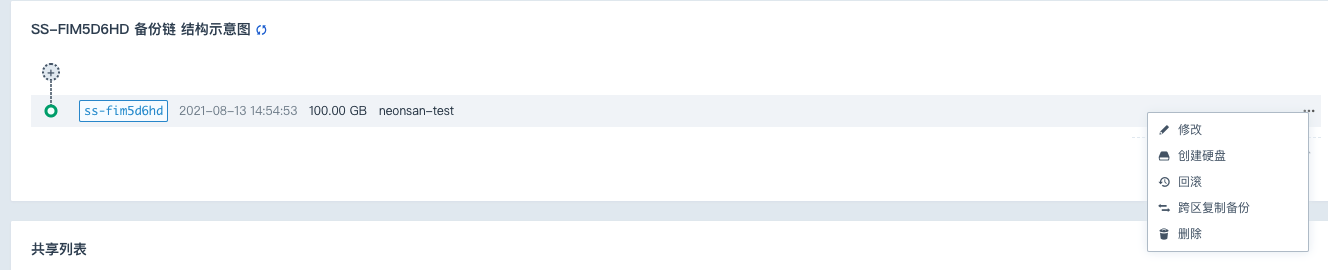 SS-FIM5D6HD 备份链 结构示意图
ss-fim5d6hd 2021-08-13 14:54:53 100.00 GB neonsan-test
修改
创建硬盘
回滚
跨区复制备份
删除
共享列表